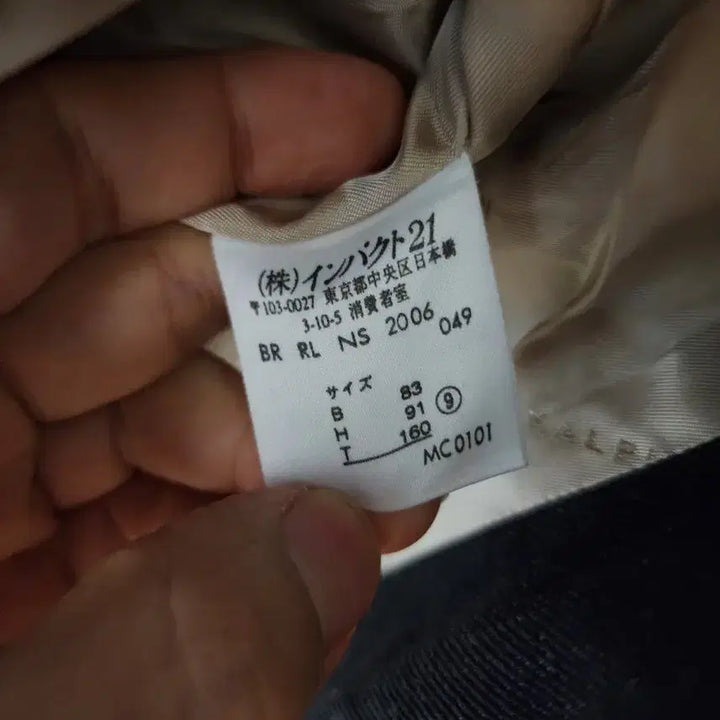 (株)インパクト21
〒103-0027 東京都中央区日本橋
3-10-5 消費者室
BR RL NS 2006 049
サイズ
B 83
H 91 ⑨
T 160
MC0101